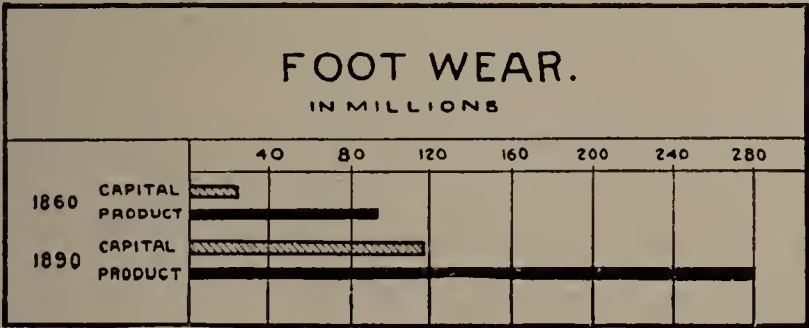 FOOT WEAR.
IN MILLIONS
40 80 120 160 200 240 280
1860 CAPITAL
PRODUCT
1890 CAPITAL
PRODUCT